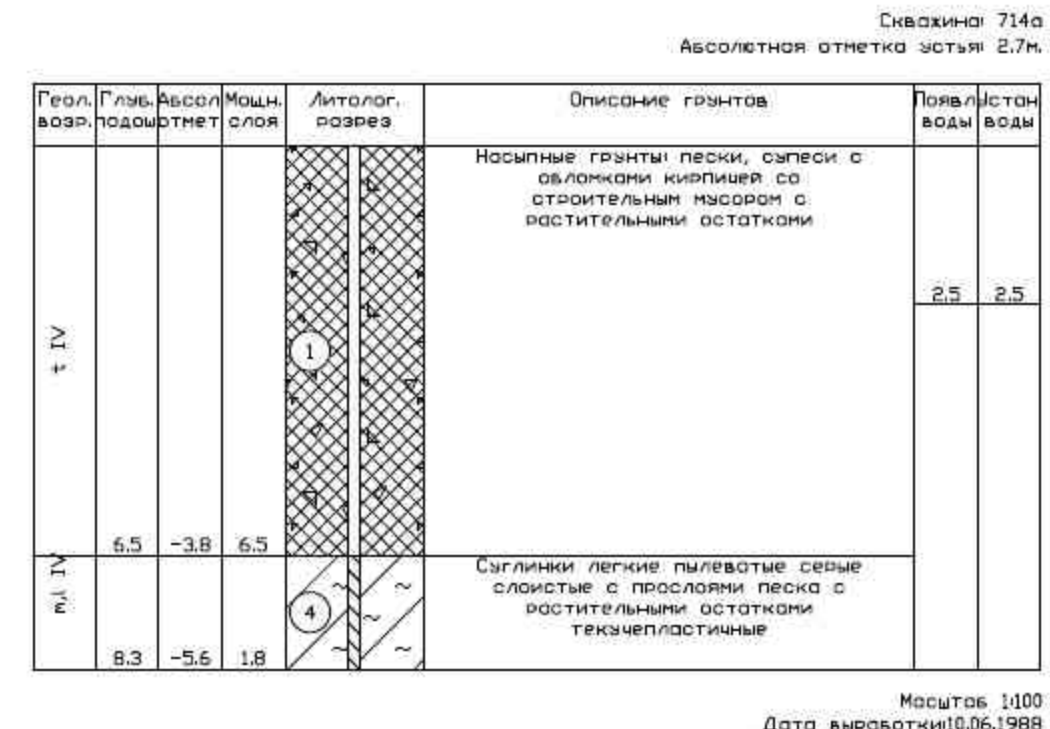 Скважина: 714а
Абсолютная отметка устья: 2.7м.
Геол. возр. Глуб. подош Абсол отмет Мощн. слоя Литолог. разрез Описание грунтов Появл воды Устан воды
Насыпные грунты: пески, супеси с
обломками кирпичей со
строительным мусором с
растительными остатками
2.5 2.5
t IV
1
6.5 -3.8 6.5
Суглинки легкие пылеватые серые
слоистые с прослоями песка с
растительными остатками
текучепластичные
m,l IV
4
8.3 -5.6 1.8
Масштаб 1:100
Дата выработки:10.06.1988